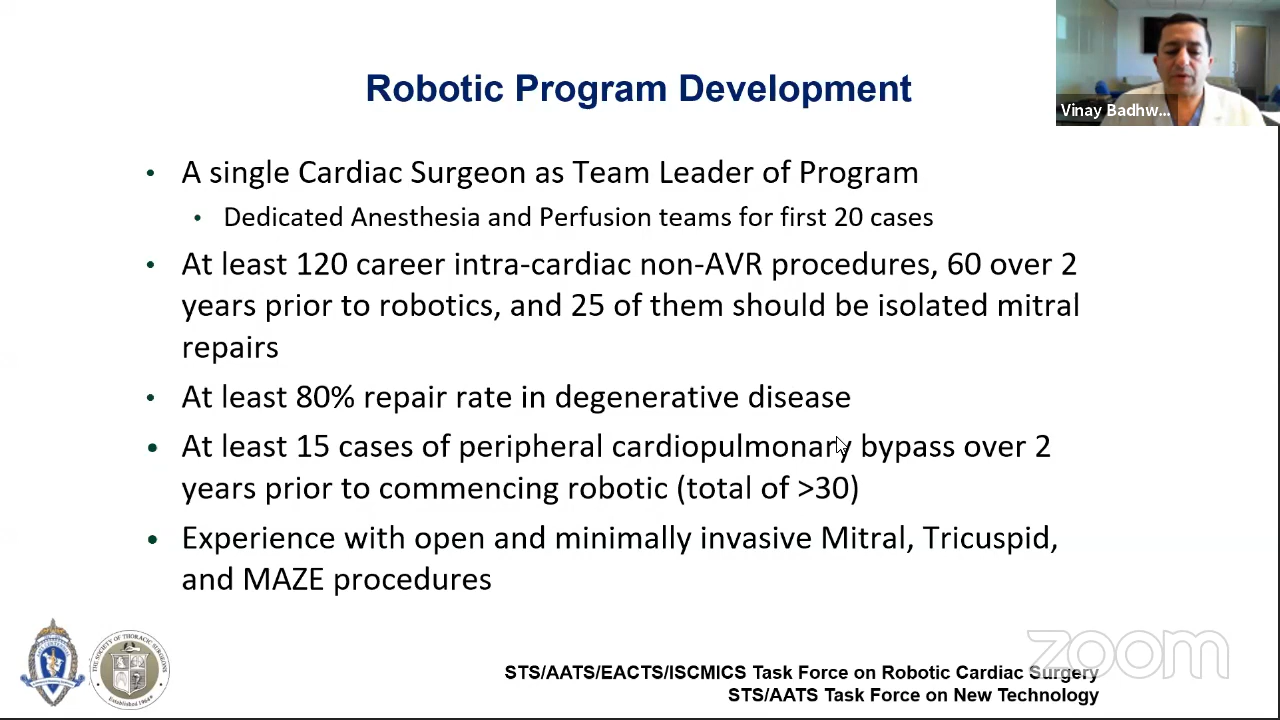 Robotic Program Development
Vinay Badhw...
• A single Cardiac Surgeon as Team Leader of Program
• Dedicated Anesthesia and Perfusion teams for first 20 cases
• At least 120 career intra-cardiac non-AVR procedures, 60 over 2
years prior to robotics, and 25 of them should be isolated mitral
repairs
• At least 80% repair rate in degenerative disease
• At least 15 cases of peripheral cardiopulmonary bypass over 2
years prior to commencing robotic (total of >30)
• Experience with open and minimally invasive Mitral, Tricuspid,
and MAZE procedures
THE SOCIETY OF THORACIC SURGEONS
zoom
STS/AATS/EACTS/ISCMICS Task Force on Robotic Cardiac Surgery
STS/AATS Task Force on New Technology